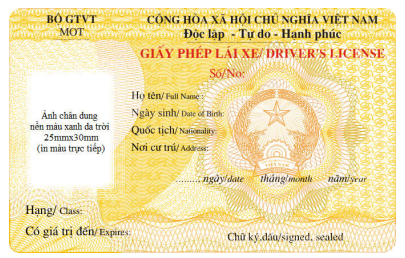 BỘ GTVT
MOT
CỘNG HÒA XÃ HỘI CHỦ NGHĨA VIỆT NAM
Độc lập - Tự do - Hạnh phúc
GIẤY PHÉP LÁI XE/ DRIVER'S LICENSE
Số/No:
Ảnh chân dung
nền màu xanh da trời
25mmx30mm
(in màu trực tiếp)
Họ tên/ Full Name :
Ngày sinh/ Date of Birth:
Quốc tịch/ Nationality:
Nơi cư trú/ Address:
VIỆT NAM
........, ngày/date tháng/month năm/year
Hạng/ Class:
Có giá trị đến/ Expires:
Chữ ký,dấu/signed, sealed